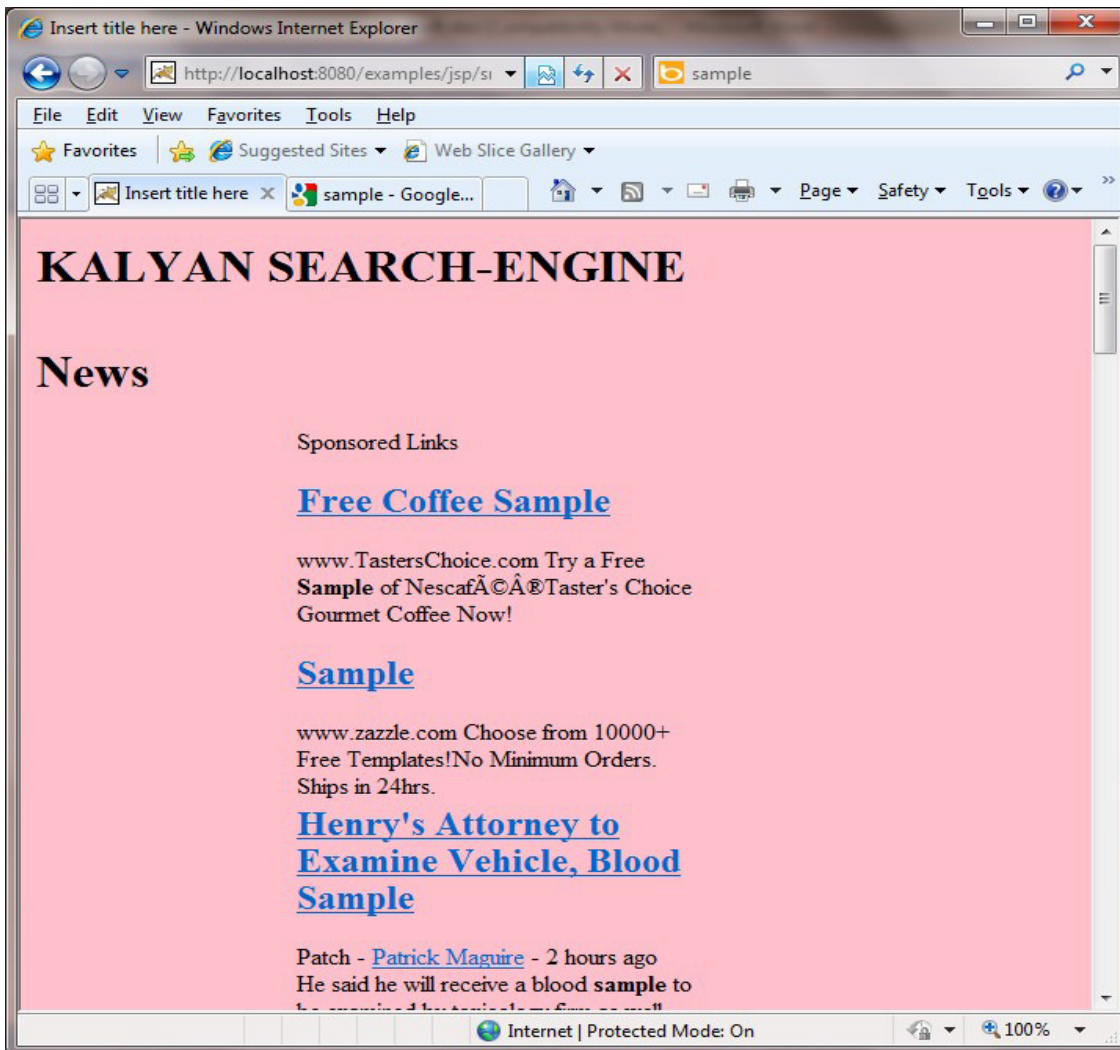 Insert title here - Windows Internet Explorer
http://localhost:8080/examples/jsp/
sample
File Edit View Favorites Tools Help
Favorites Suggested Sites Web Slice Gallery
Insert title here sample - Google... Page Safety Tools
KALYAN SEARCH-ENGINE
News
Sponsored Links
Free Coffee Sample
www.TastersChoice.com Try a Free
Sample of NescafÃ©Â®Taster's Choice
Gourmet Coffee Now!
Sample
www.zazzle.com Choose from 10000+
Free Templates!No Minimum Orders.
Ships in 24hrs.
Henry's Attorney to
Examine Vehicle, Blood
Sample
Patch - Patrick Maguire - 2 hours ago
He said he will receive a blood sample to
Internet | Protected Mode: On 100%